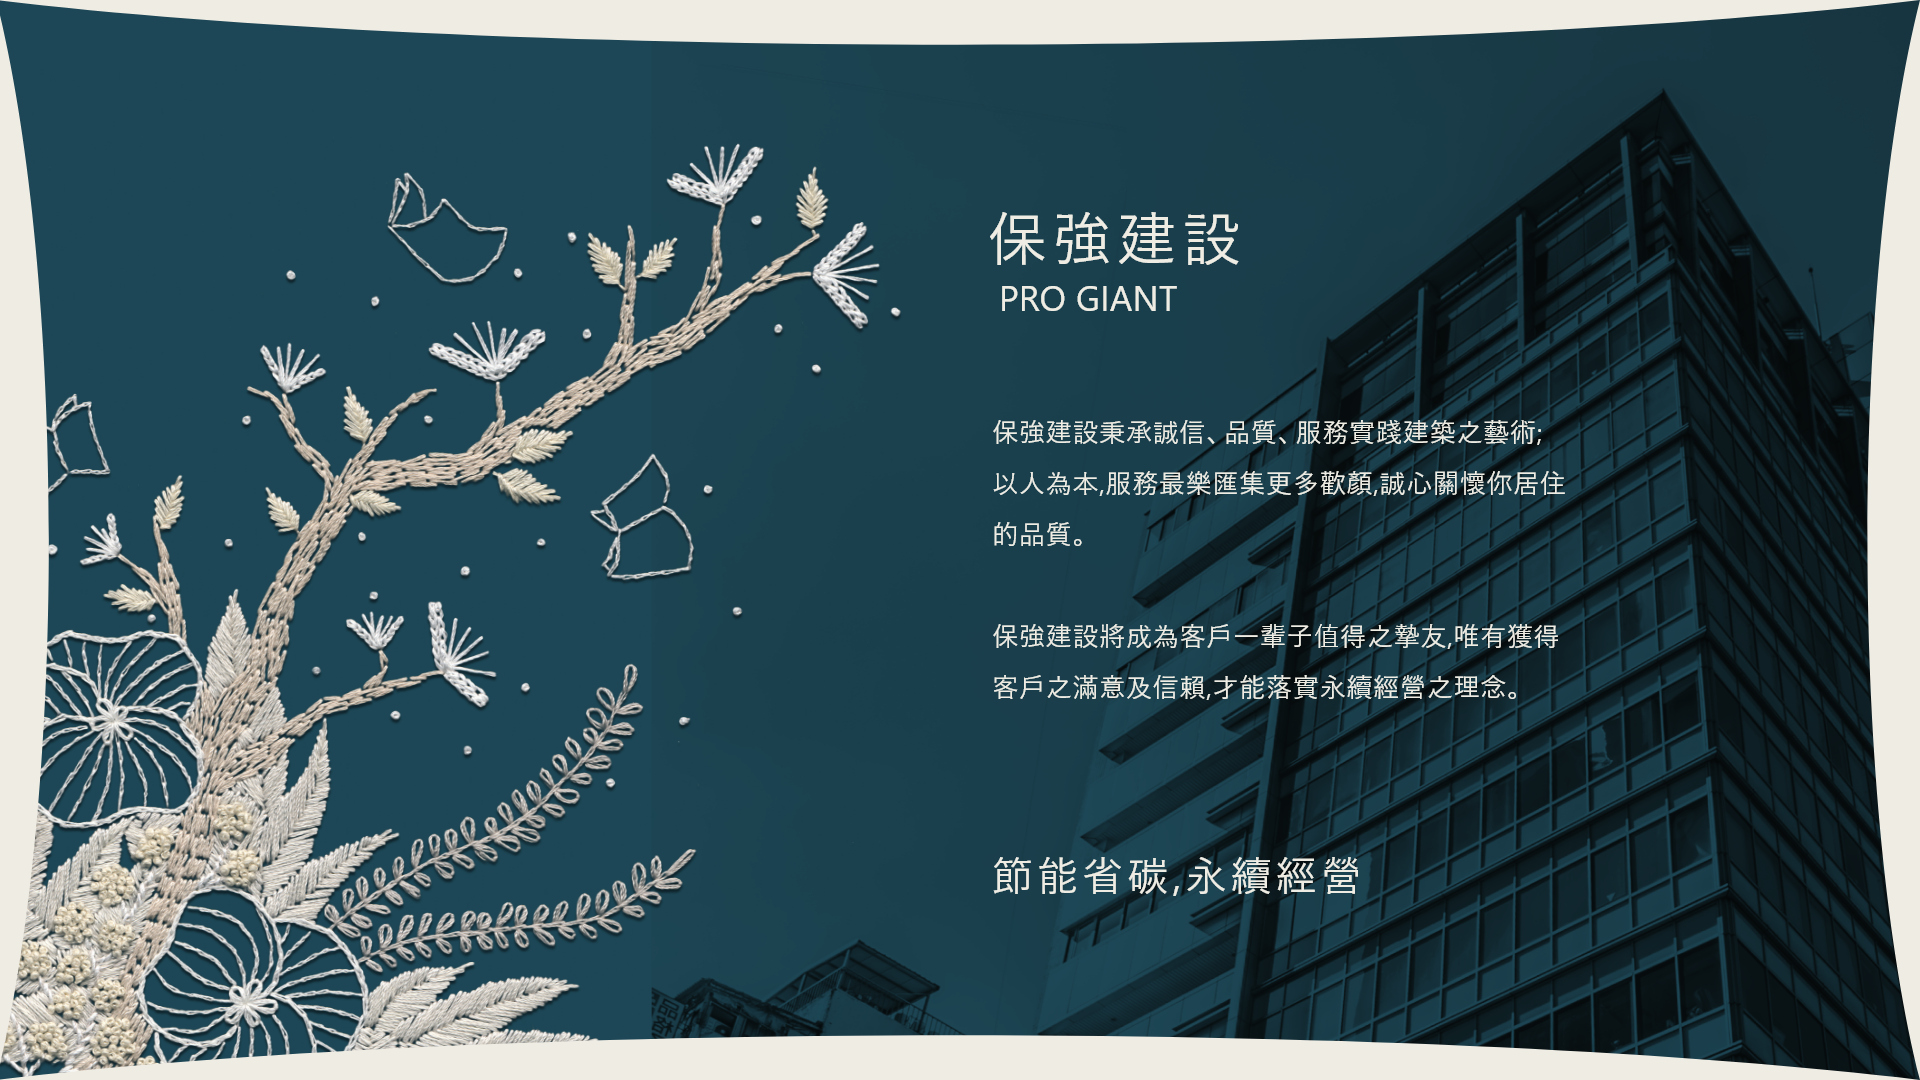 保強建設
PRO GIANT
保強建設秉承誠信、品質、服務實踐建築之藝術;
以人為本,服務最樂匯集更多歡顏,誠心關懷你居住
的品質。
保強建設將成為客戶一輩子值得之摯友,唯有獲得
客戶之滿意及信賴,才能落實永續經營之理念。
節能省碳,永續經營